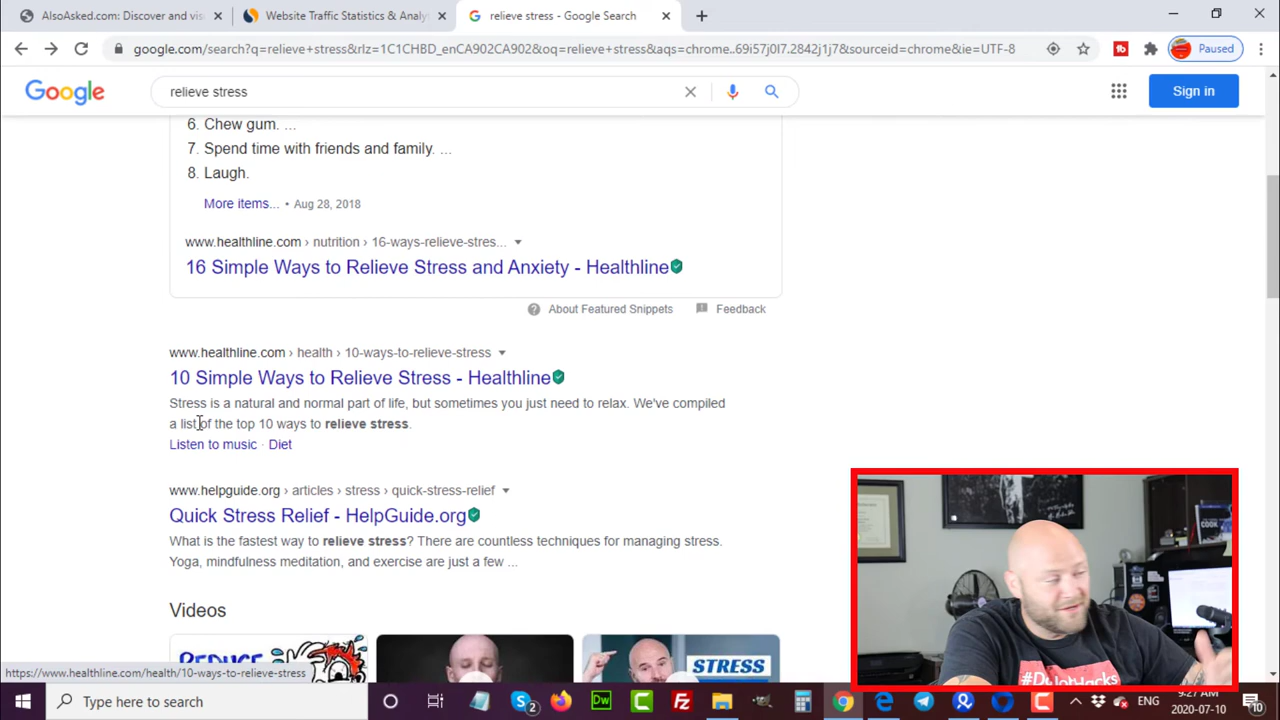 AlsoAsked.com: Discover and vis
Website Traffic Statistics & Analy
relieve stress - Google Search
google.com/search?q=relieve+stress&rlz=1C1CHBD_enCA902CA902&oq=relieve+stress&aqs=chrome..69i57j0l7.2842j1j7&sourceid=chrome&ie=UTF-8
Paused
Google
relieve stress
Sign in
6. Chew gum. ...
7. Spend time with friends and family. ...
8. Laugh.
More items... • Aug 28, 2018
www.healthline.com › nutrition › 16-ways-relieve-stres...
16 Simple Ways to Relieve Stress and Anxiety - Healthline
About Featured Snippets
Feedback
www.healthline.com › health › 10-ways-to-relieve-stress
10 Simple Ways to Relieve Stress - Healthline
Stress is a natural and normal part of life, but sometimes you just need to relax. We've compiled
a list of the top 10 ways to relieve stress.
Listen to music · Diet
www.helpguide.org › articles › stress › quick-stress-relief
Quick Stress Relief - HelpGuide.org
What is the fastest way to relieve stress? There are countless techniques for managing stress.
Yoga, mindfulness meditation, and exercise are just a few ...
Videos
REDUCE
STRESS
COOK
https://www.healthline.com/health/10-ways-to-relieve-stress
Type here to search
2
Dw
ENG
9:27 AM
2020-07-10
10